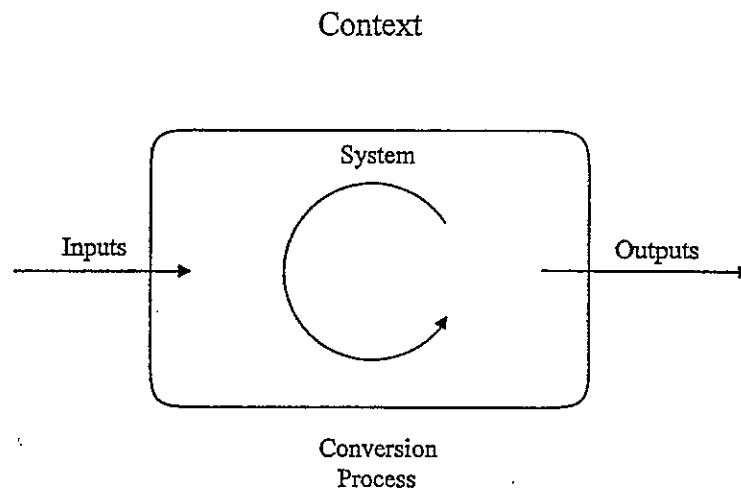 Context
System
Inputs
Outputs
Conversion
Process